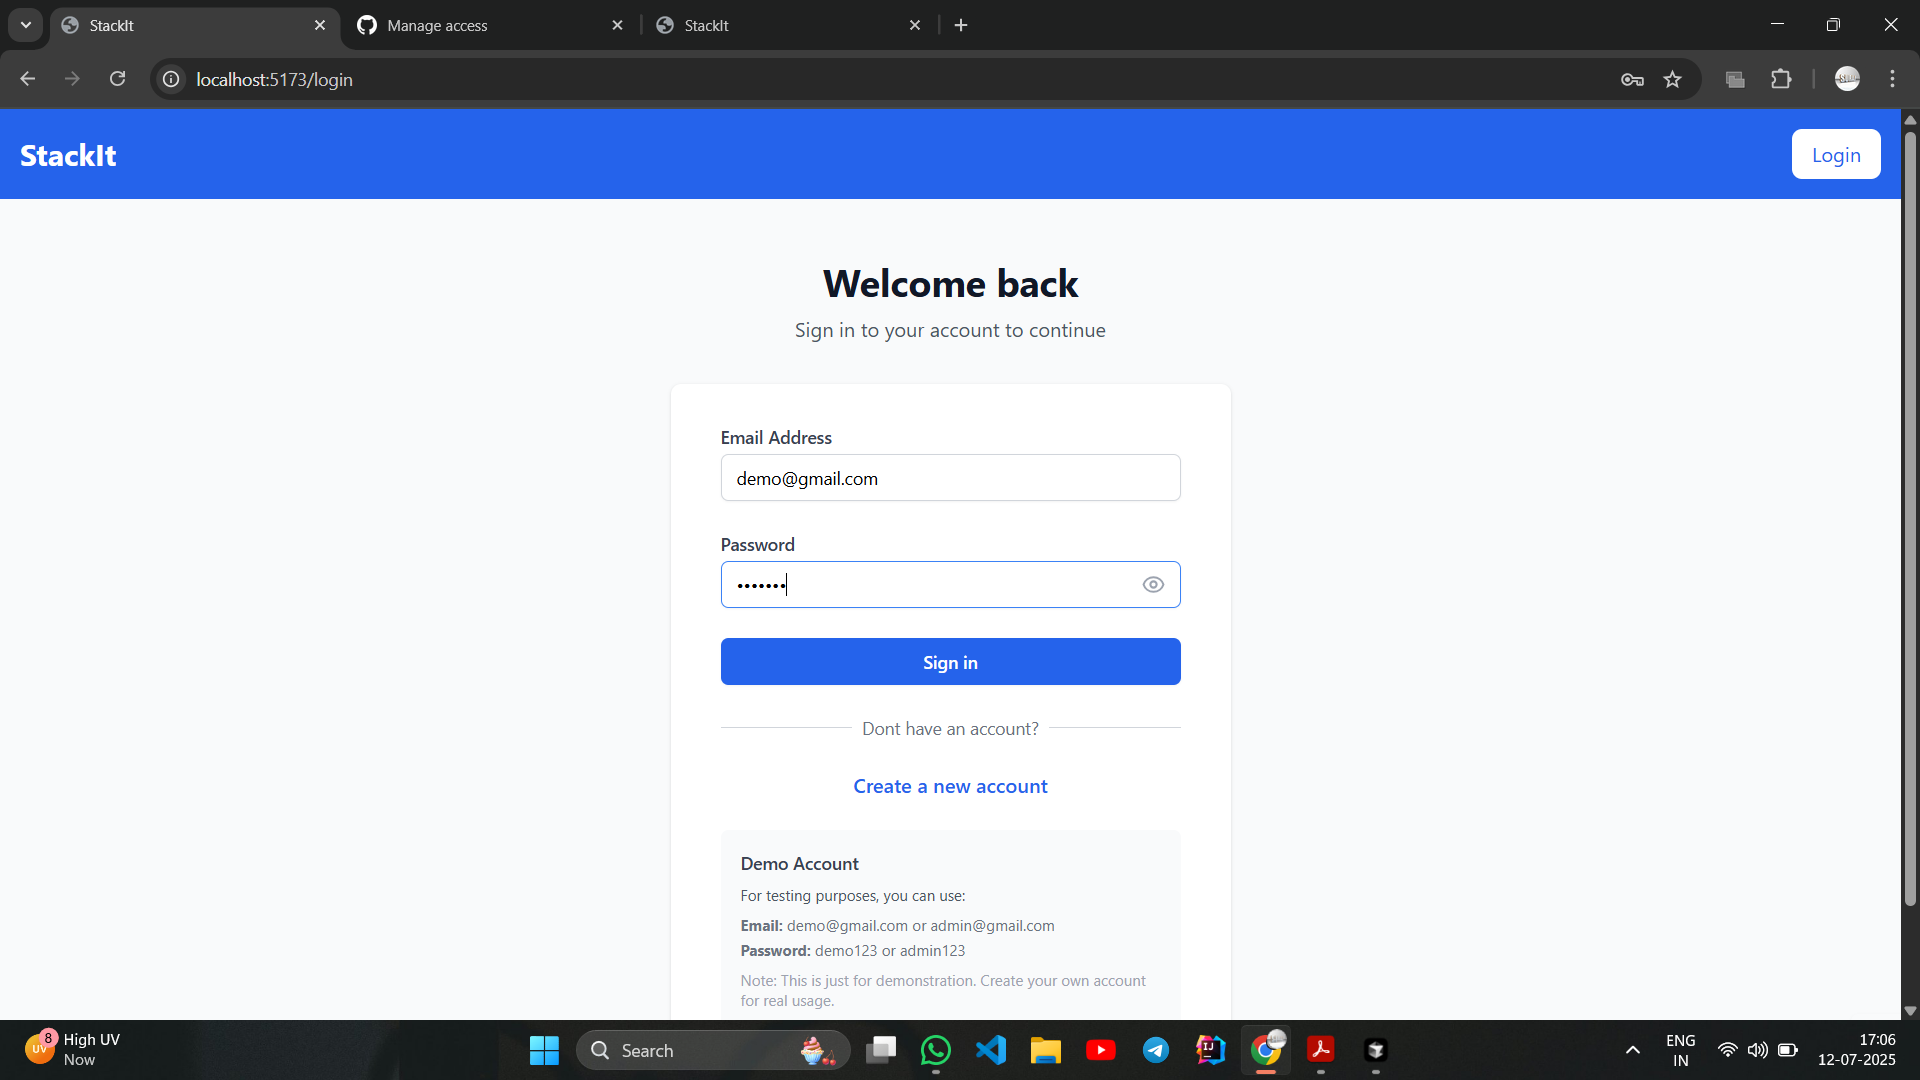 StackIt
Manage access
StackIt
localhost:5173/login
StackIt
Login
Welcome back
Sign in to your account to continue
Email Address
demo@gmail.com
Password
•••••••
Sign in
Dont have an account?
Create a new account
Demo Account
For testing purposes, you can use:
Email: demo@gmail.com or admin@gmail.com
Password: demo123 or admin123
Note: This is just for demonstration. Create your own account
for real usage.
8
UV
High UV
Now
Search
IJ
ENG
IN
17:06
12-07-2025